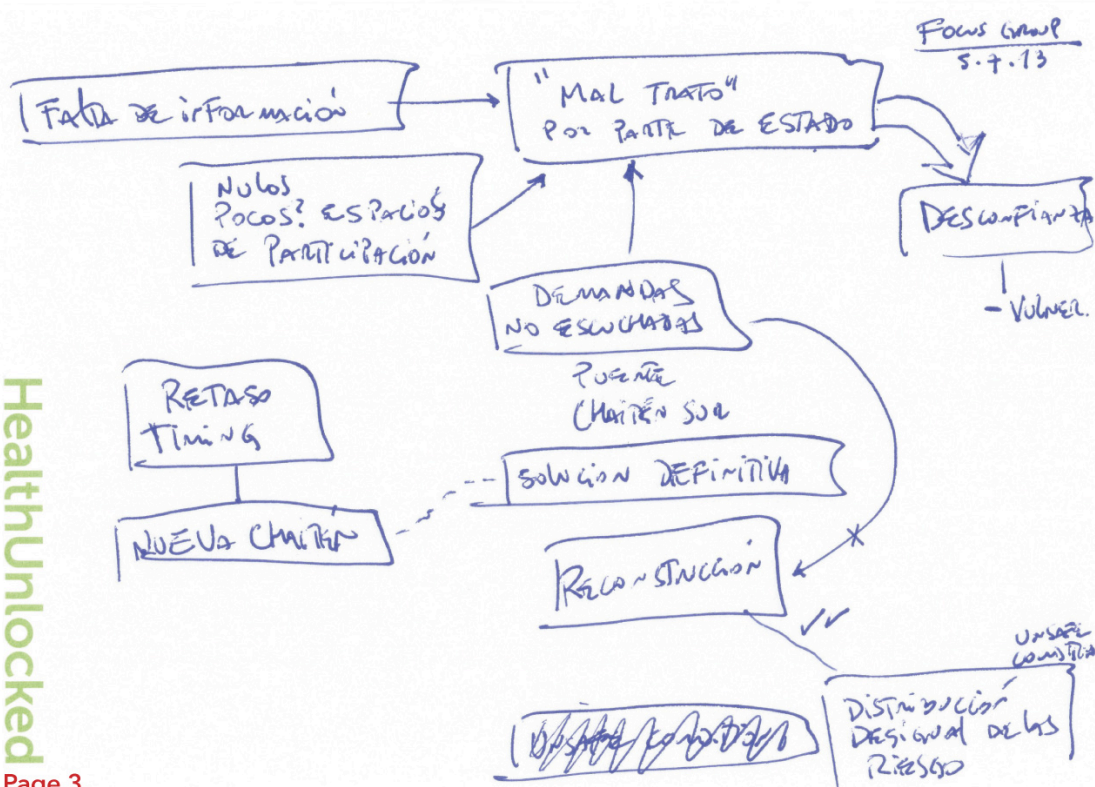 FOCUS GROUP
5.7.13
FALTA DE INFORMACIÓN
"MAL TRATO"
POR PARTE DE ESTADO
NULOS
POCOS? ESPACIOS
DE PARTICIPACIÓN
DESCONFIANZA
- VULNER.
DEMANDAS
NO ESCUCHADAS
PUENTE
CHAITÉN SUR
RETASO
TIMING
SOLUCIÓN DEFINITIVA
NUEVA CHAITÉN
RECONSTRUCCIÓN
UNSAFE
DISTRIBUCIÓN
DESIGUAL DE LOS
RIESGO
HealthUnlocked
Page 3